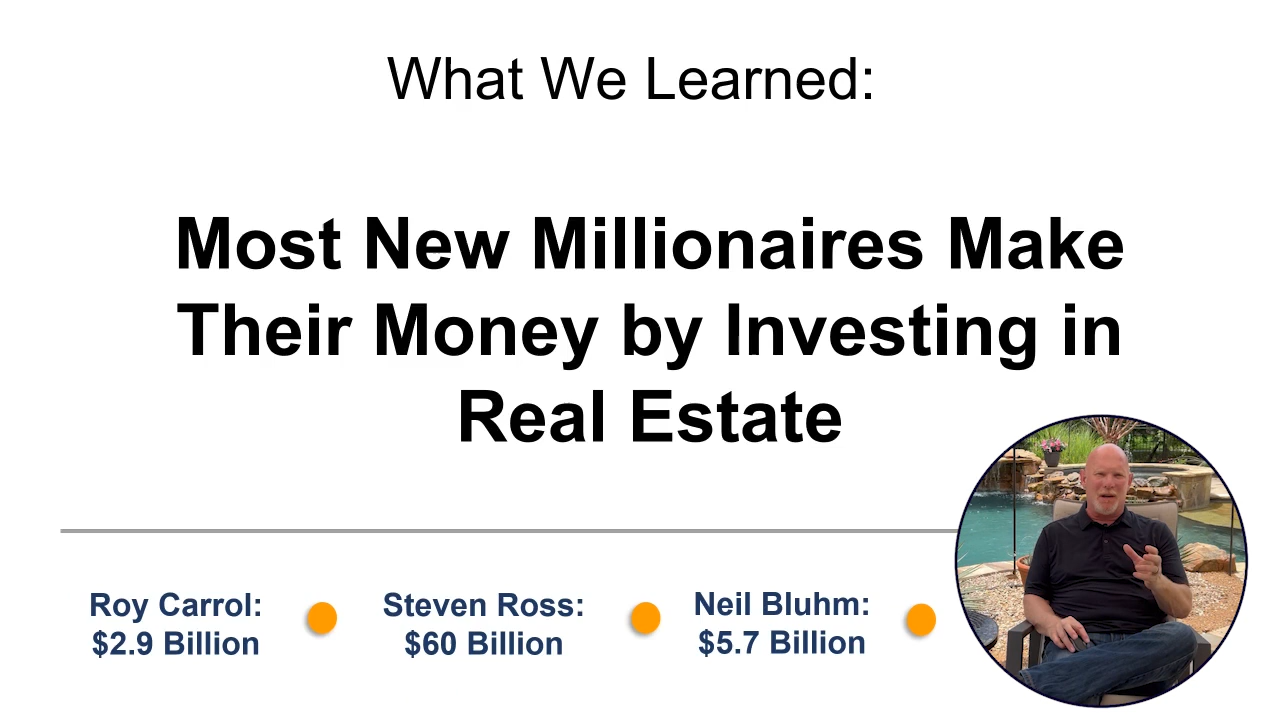 What We Learned:
Most New Millionaires Make
Their Money by Investing in
Real Estate
Roy Carrol:
$2.9 Billion
Steven Ross:
$60 Billion
Neil Bluhm:
$5.7 Billion